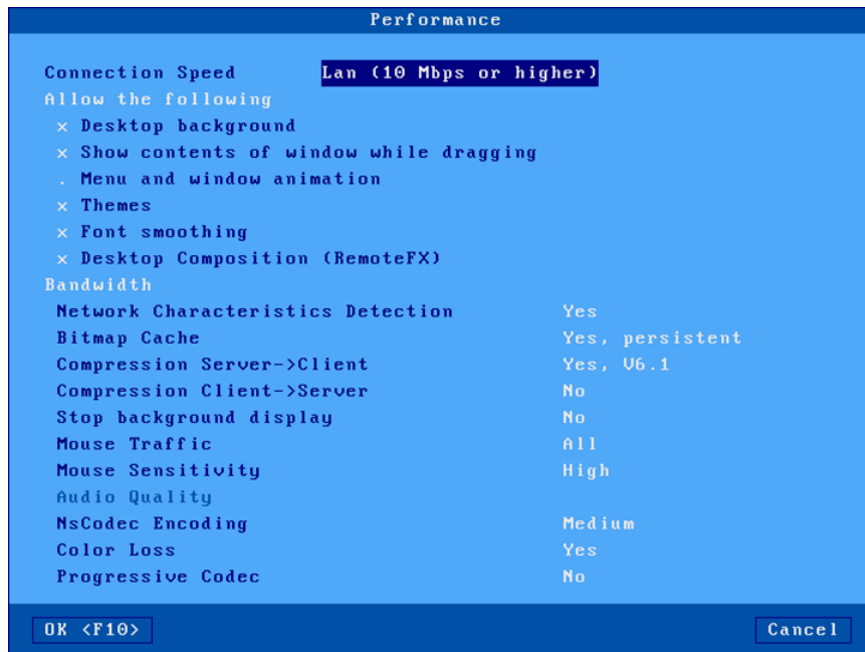 Performance
Connection Speed Lan (10 Mbps or higher)
Allow the following
x Desktop background
x Show contents of window while dragging
. Menu and window animation
x Themes
x Font smoothing
x Desktop Composition (RemoteFX)
Bandwidth
Network Characteristics Detection Yes
Bitmap Cache Yes, persistent
Compression Server->Client Yes, V6.1
Compression Client->Server No
Stop background display No
Mouse Traffic All
Mouse Sensitivity High
Audio Quality
NsCodec Encoding Medium
Color Loss Yes
Progressive Codec No
OK <F10> Cancel